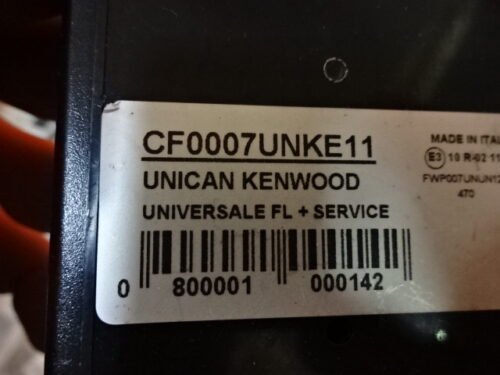 CF0007UNKE11
UNICAN KENWOOD
UNIVERSALE FL + SERVICE
0 800001 000142
MADE IN ITAL
E3 10 R-02 11
FWP007UNUN12
470